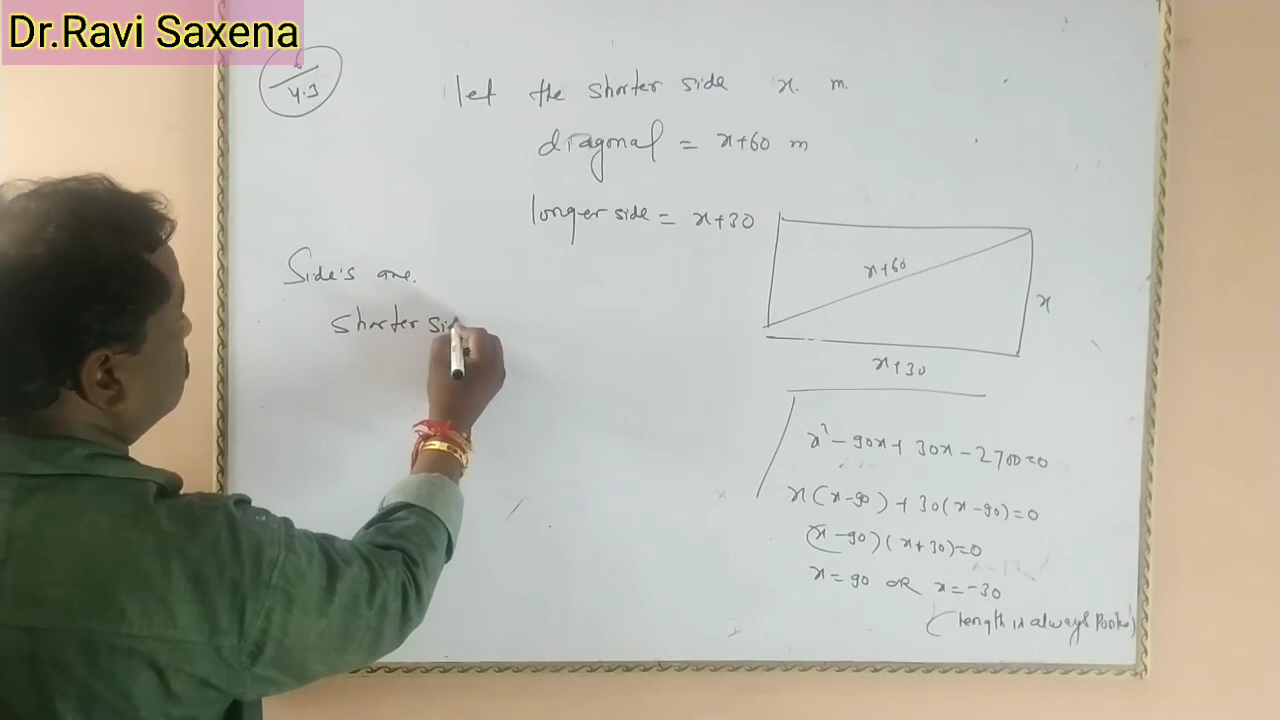 Dr.Ravi Saxena
6
4.3
let the shorter side x. m.
diagonal = x+60 m
longer side = x+30
Side's are.
Shorter si
x+60
x
x+30
x² - 90x + 30x - 2700=0
x(x-90) + 30(x-90)=0
(x-90)(x+30)=0
x=90 OR x=-30
(length is always